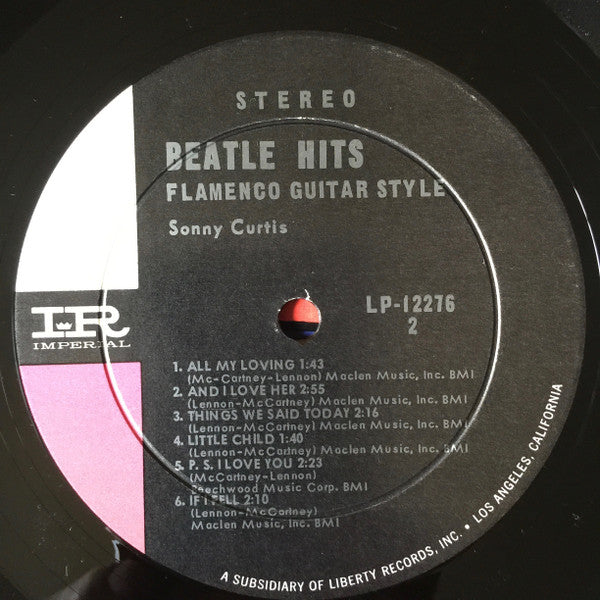 STEREO
BEATLE HITS
FLAMENCO GUITAR STYLE
Sonny Curtis
LP-12276
2
IR
IMPERIAL
1. ALL MY LOVING 1:43
(Mc-Cartney-Lennon) Maclen Music, Inc. BMI
2. AND I LOVE HER 2:55
(Lennon-McCartney) Maclen Music, Inc. BMI
3. THINGS WE SAID TODAY 2:16
(Lennon-McCartney) Maclen Music, Inc. BMI
4. LITTLE CHILD 1:40
(Lennon-McCartney) Maclen Music, Inc. BMI
5. P. S. I LOVE YOU 2:23
(McCartney-Lennon)
Beechwood Music Corp. BMI
6. IF I FELL 2:10
(Lennon-McCartney)
Maclen Music, Inc. BMI
A SUBSIDIARY OF LIBERTY RECORDS, INC. • LOS ANGELES, CALIFORNIA